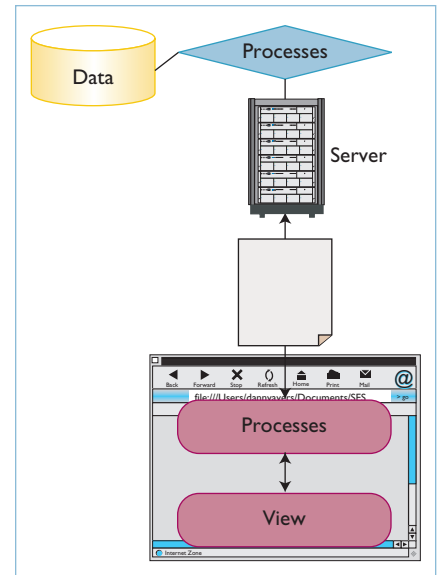 Processes
Data
Server
Back Forward Stop Refresh Home Print Mail @
file:///Users/dannyayers/Documents/SFS > go
Processes
View
Internet Zone